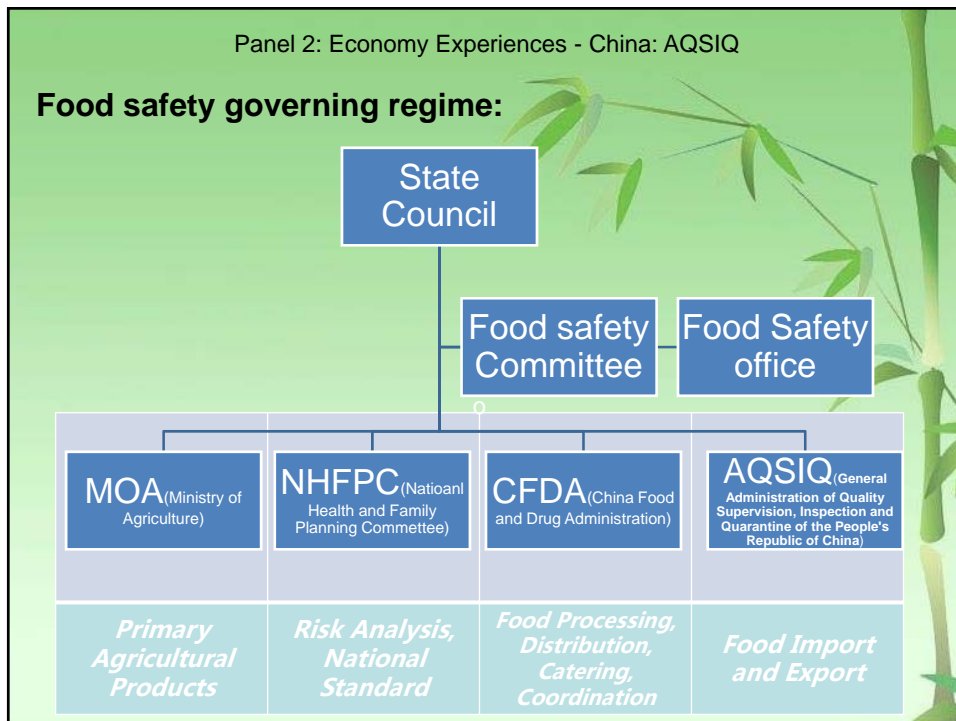 Panel 2: Economy Experiences - China: AQSIQ
Food safety governing regime:
State
Council
Food safety
Committee
Food Safety
office
MOA(Ministry of
Agriculture)
NHFPC(Natioanl
Health and Family
Planning Committee)
CFDA(China Food
and Drug Administration)
AQSIQ(General
Administration of Quality
Supervision, Inspection and
Quarantine of the People's
Republic of China)
Primary
Agricultural
Products
Risk Analysis,
National
Standard
Food Processing,
Distribution,
Catering,
Coordination
Food Import
and Export